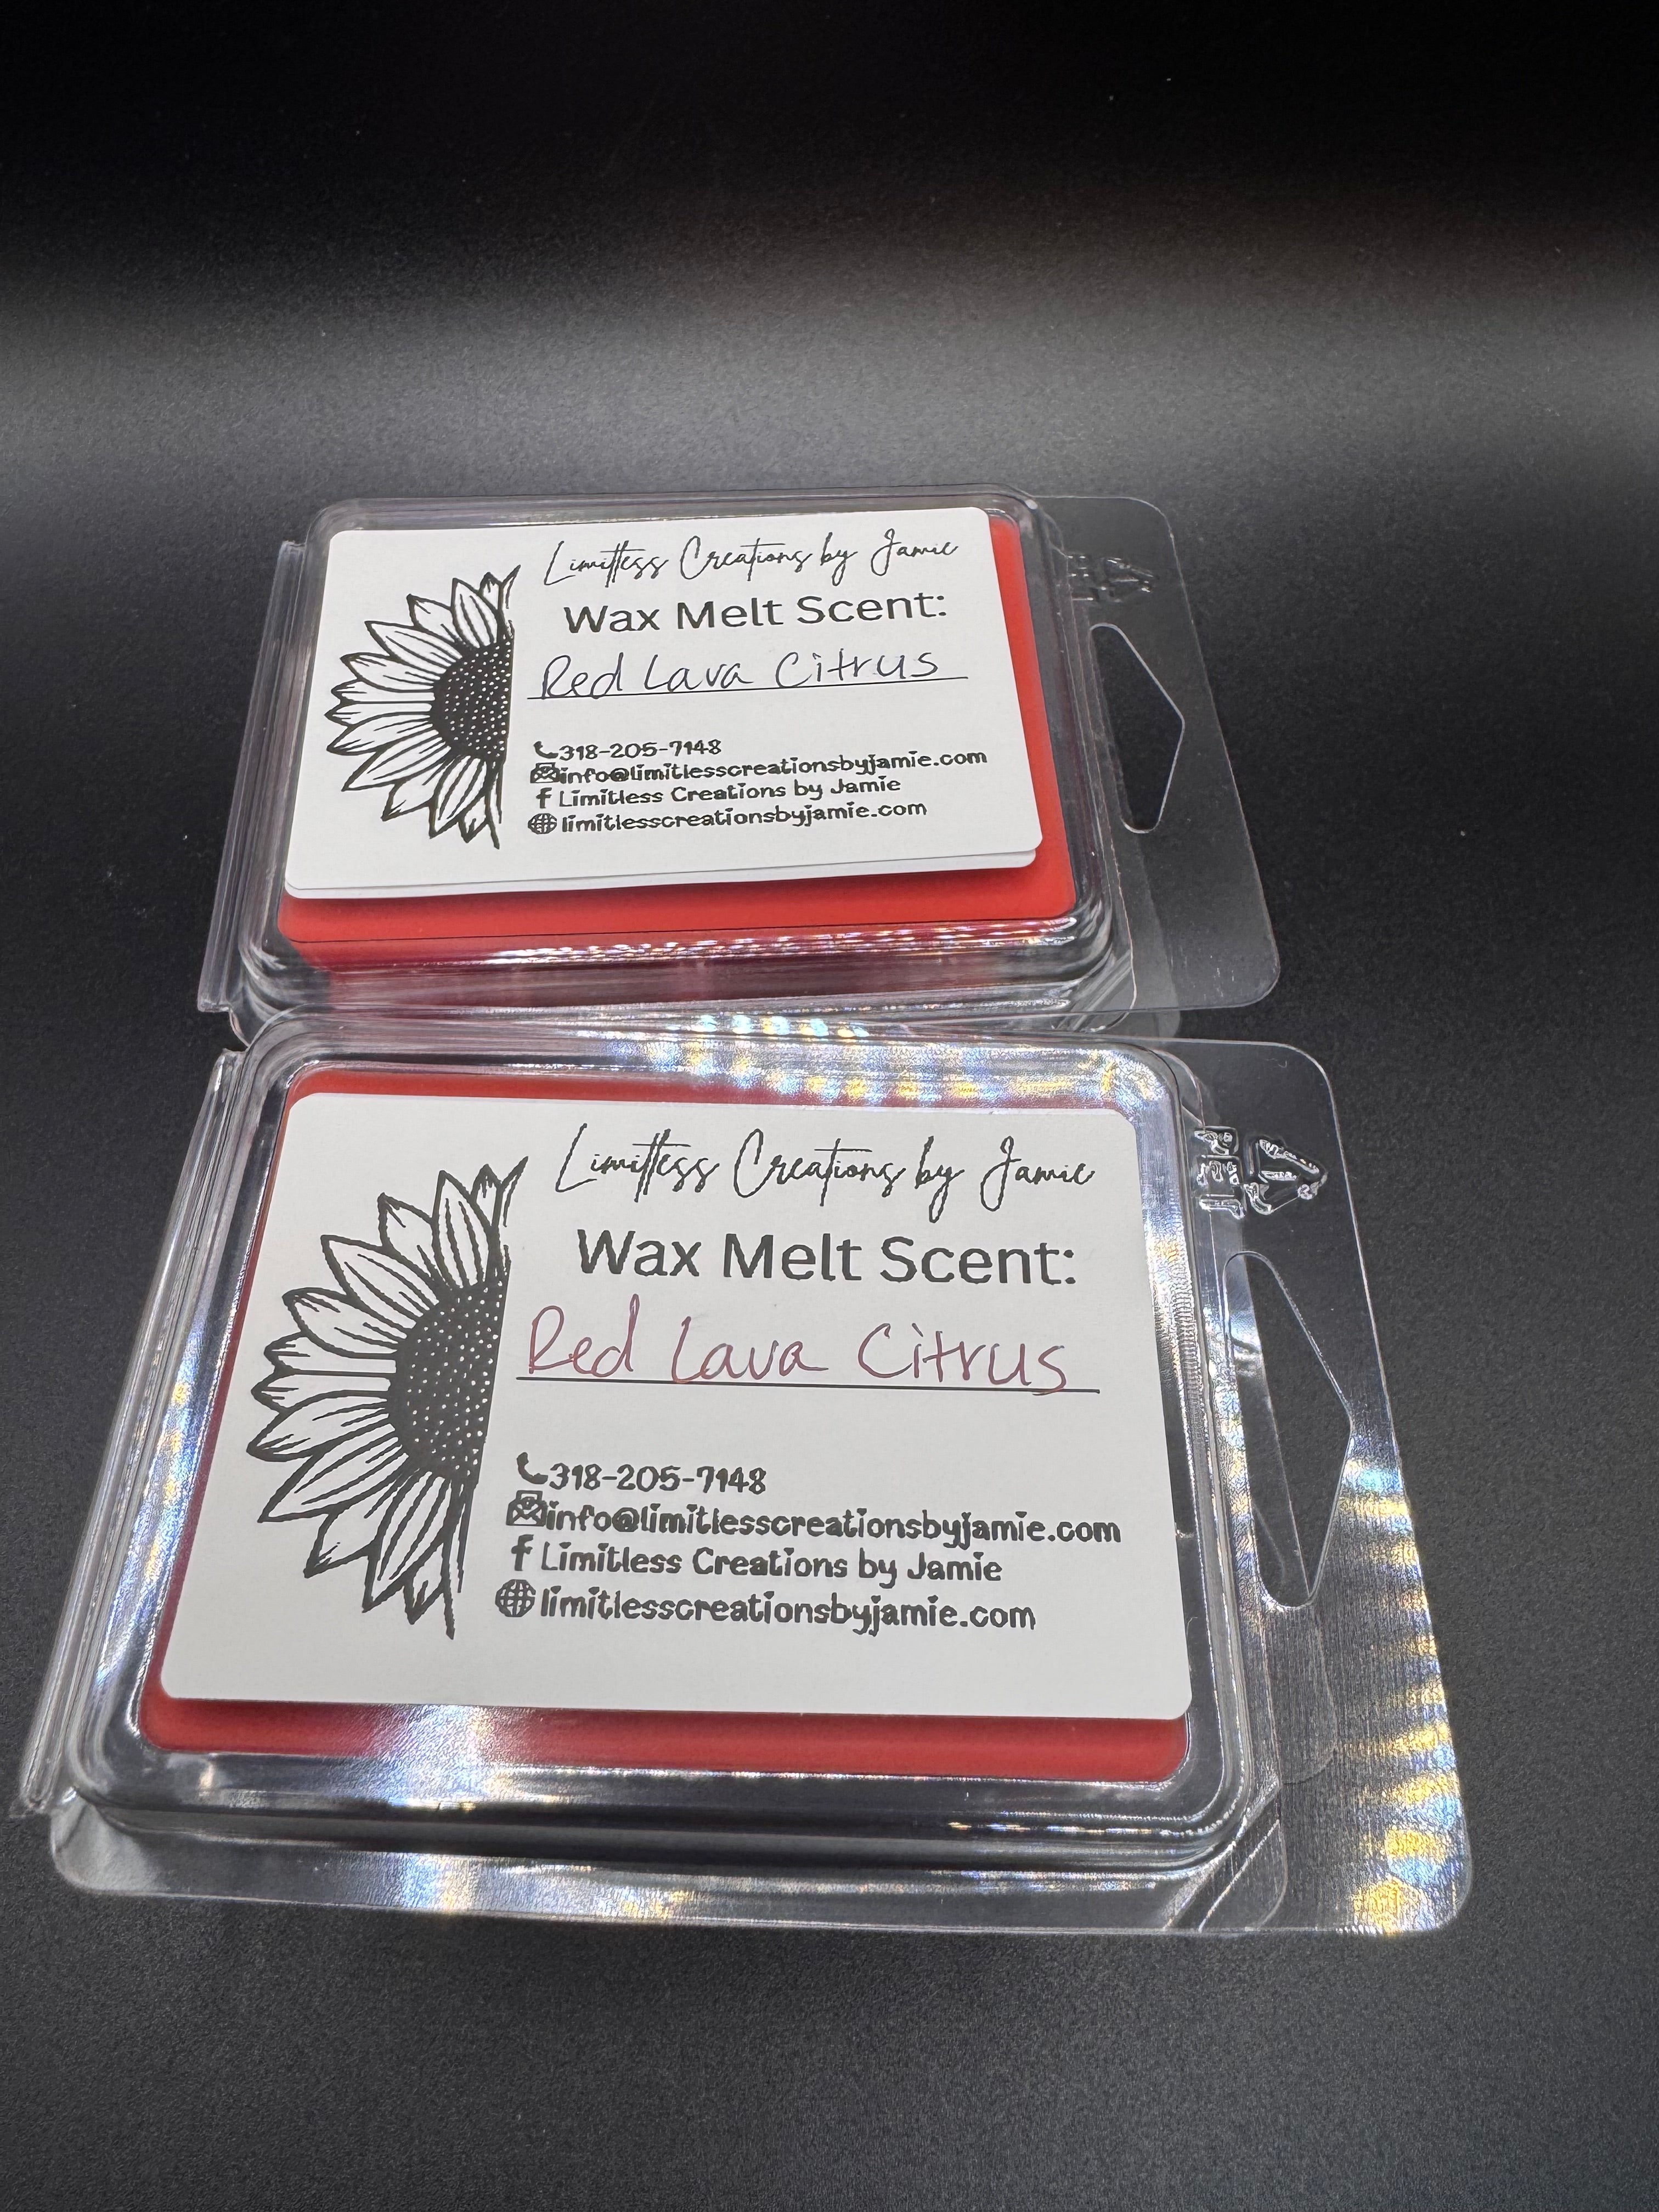 Limitless Creations by Jamie
Wax Melt Scent:
Red Lava Citrus
318-205-7148
info@limitlesscreationsbyjamie.com
f Limitless Creations by Jamie
limitlesscreationsbyjamie.com
Limitless Creations by Jamie
Wax Melt Scent:
Red Lava Citrus
318-205-7148
info@limitlesscreationsbyjamie.com
f Limitless Creations by Jamie
limitlesscreationsbyjamie.com